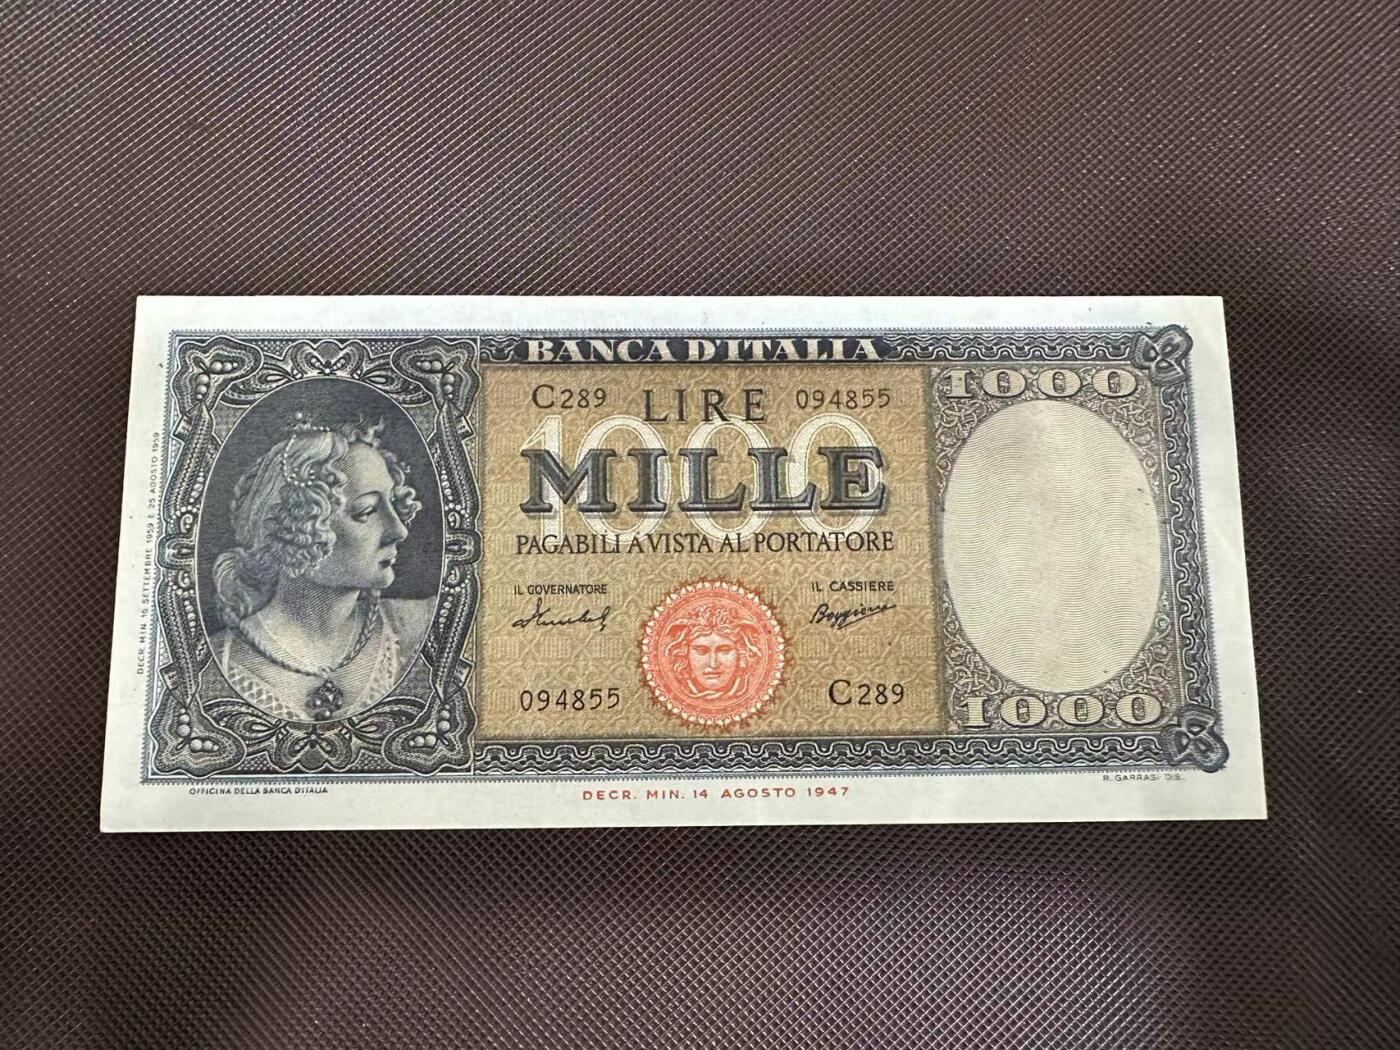 BANCA D'ITALIA
1000
C289 LIRE 094855
1000
MILLE
PAGABILI A VISTA AL PORTATORE
IL GOVERNATORE
IL CASSIERE
094855
C289
1000
DECR. MIN. 15 SETTEMBRE 1959 E 25 AGOSTO 1959
OFFICINA DELLA BANCA D'ITALIA
DECR. MIN. 14 AGOSTO 1947
R. GARRASI DIS.